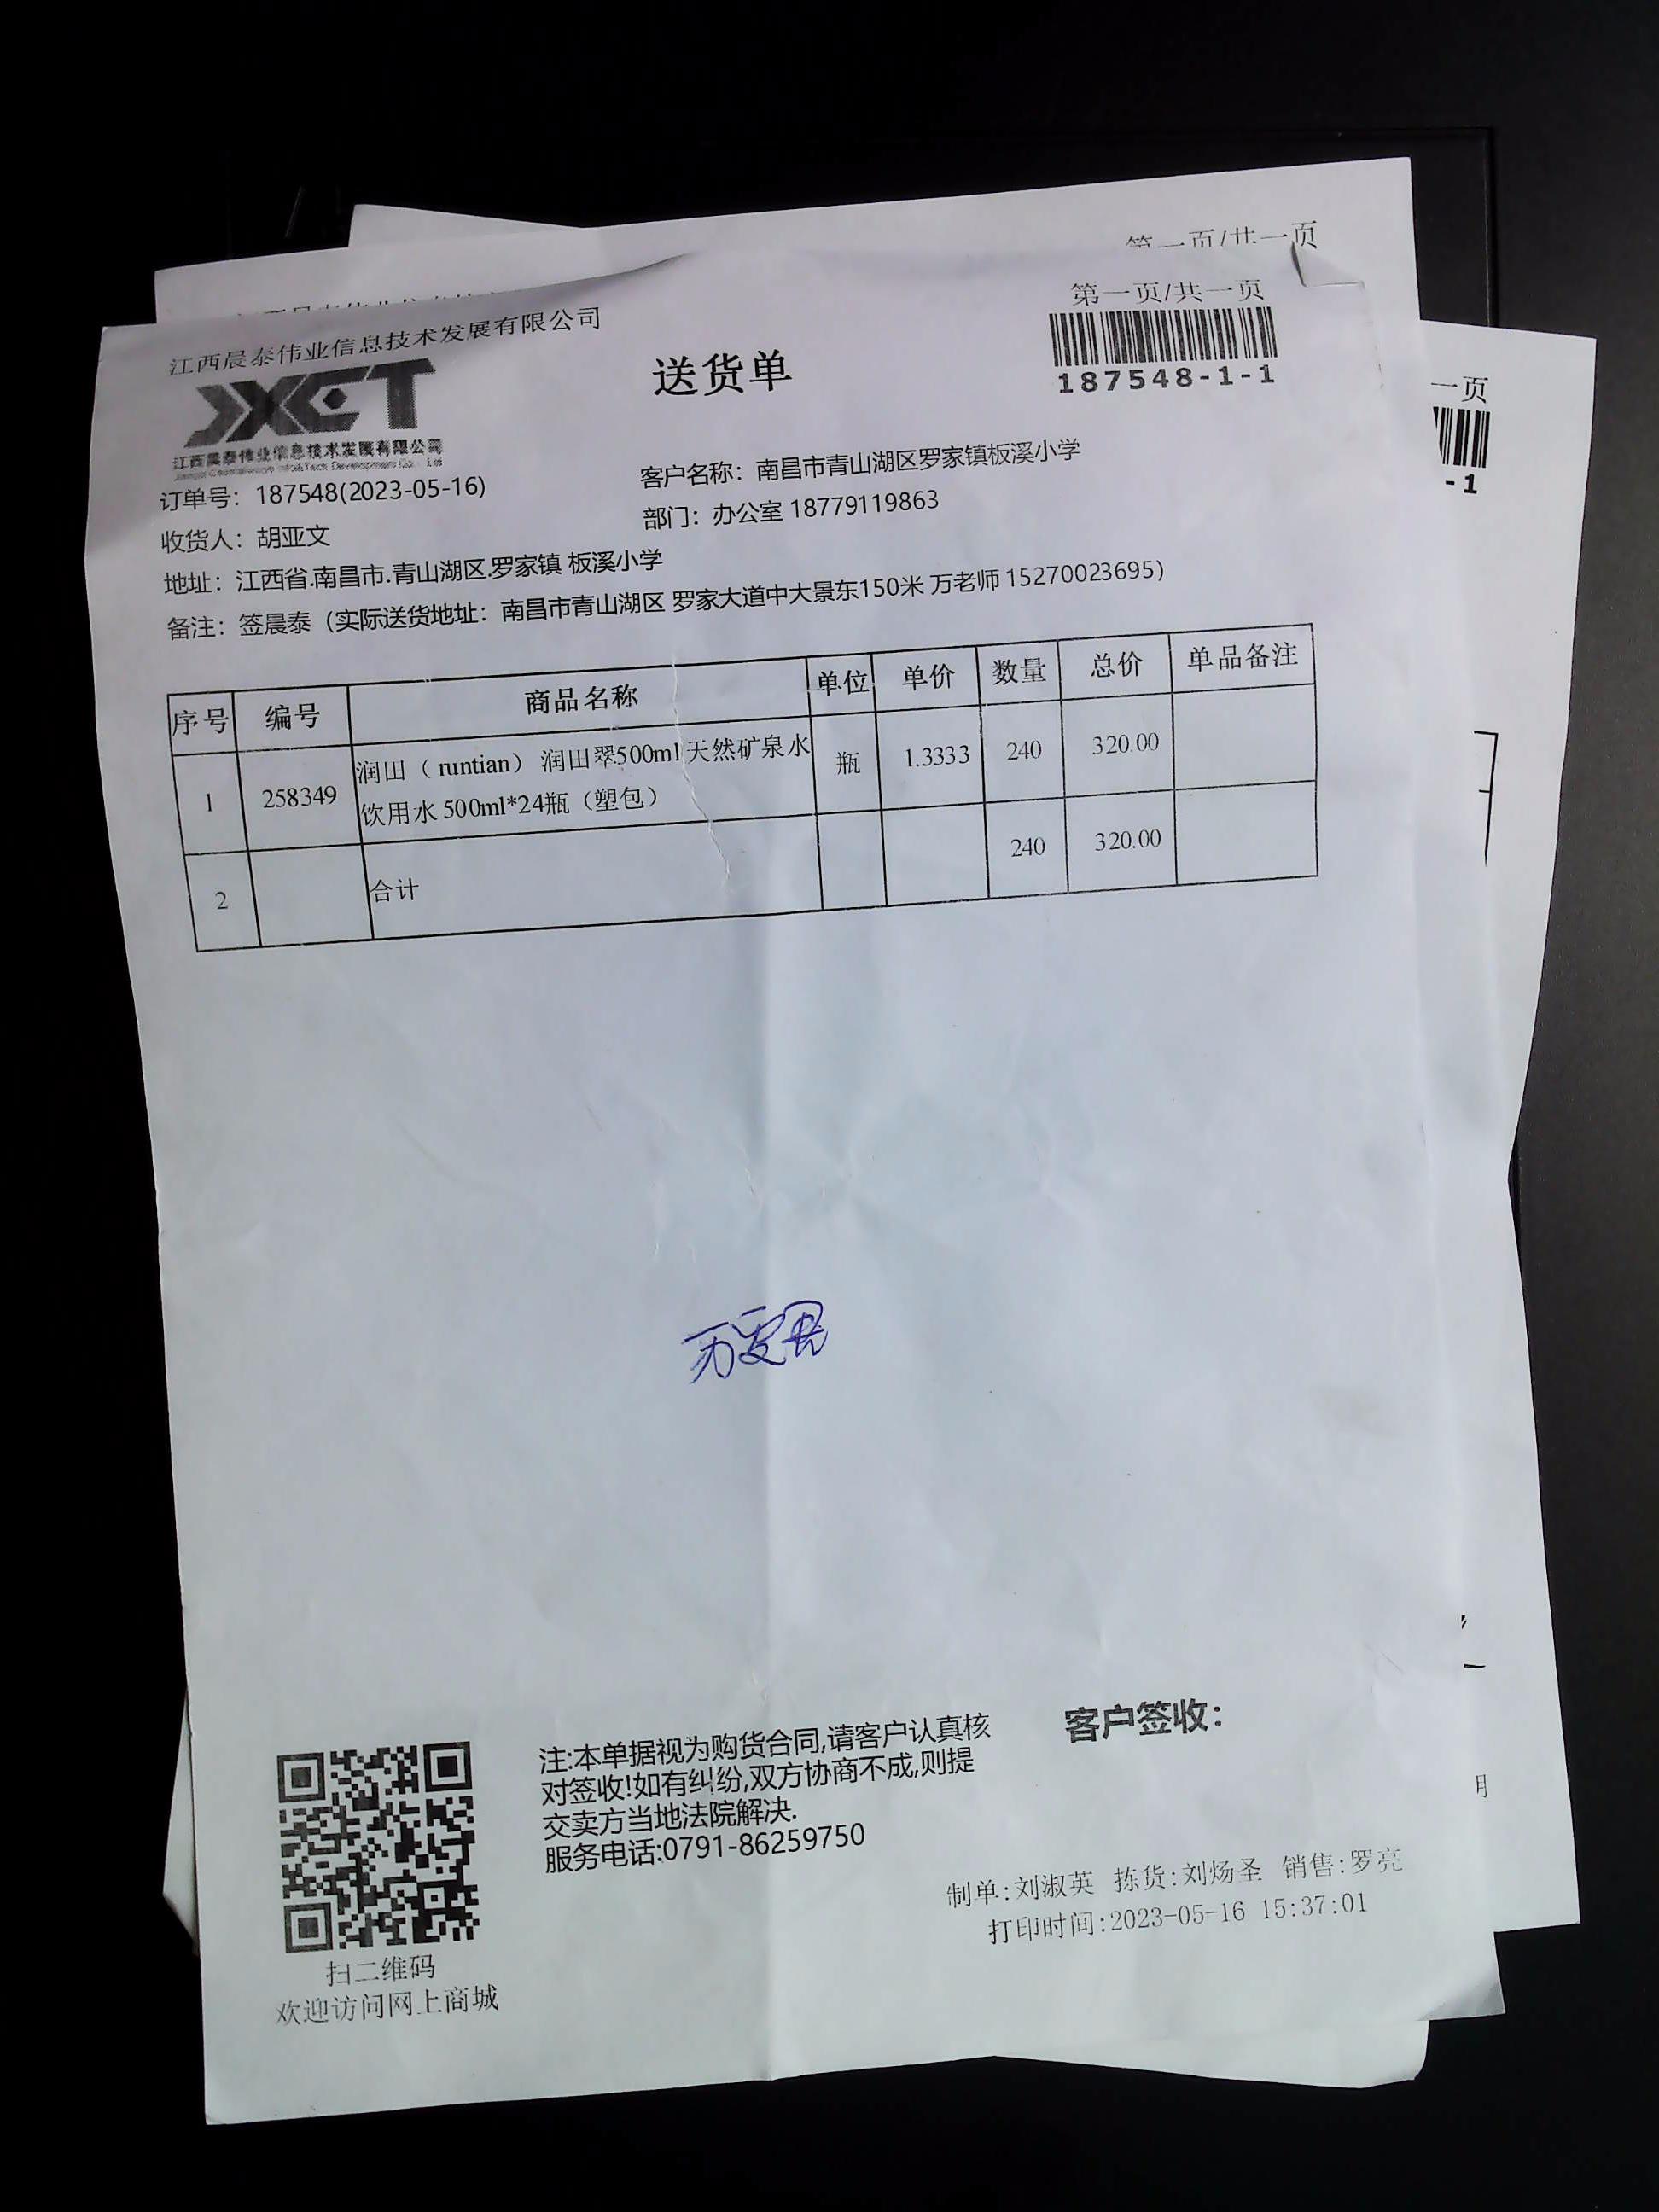 第一页/共一页
第一页/共一页
江西晨泰伟业信息技术发展有限公司
送货单
187548-1-1
一页
-1
JXCT
江西晨泰伟业信息技术发展有限公司
订单号：187548(2023-05-16)
客户名称：南昌市青山湖区罗家镇板溪小学
收货人：胡亚文
部门：办公室 18779119863
地址：江西省.南昌市.青山湖区.罗家镇 板溪小学
备注：签晨泰（实际送货地址：南昌市青山湖区 罗家大道中大景东150米 万老师 15270023695）
序号 编号 商品名称 单位 单价 数量 总价 单品备注
1 258349 润田（runtian） 润田翠500ml 天然矿泉水 瓶 1.3333 240 320.00
饮用水 500ml*24瓶（塑包）
2 合计 240 320.00
客户签收：
注:本单据视为购货合同,请客户认真核
对签收!如有纠纷,双方协商不成,则提
交卖方当地法院解决.
服务电话:0791-86259750
制单:刘淑英 拣货:刘炀圣 销售:罗亮
打印时间:2023-05-16 15:37:01
扫二维码
欢迎访问网上商城